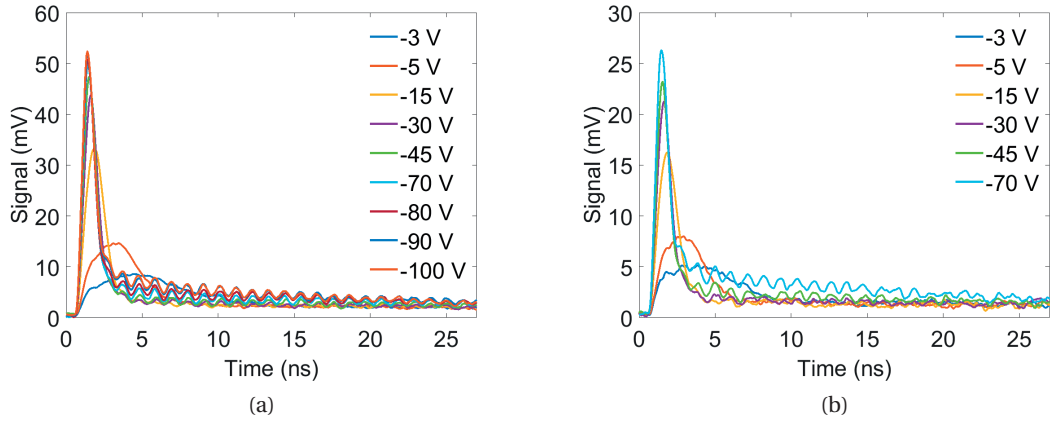 60
50
40
30
20
10
0
Signal (mV)
-3 V
-5 V
-15 V
-30 V
-45 V
-70 V
-80 V
-90 V
-100 V
0 5 10 15 20 25
Time (ns)
(a)
30
25
20
15
10
5
0
Signal (mV)
-3 V
-5 V
-15 V
-30 V
-45 V
-70 V
0 5 10 15 20 25
Time (ns)
(b)